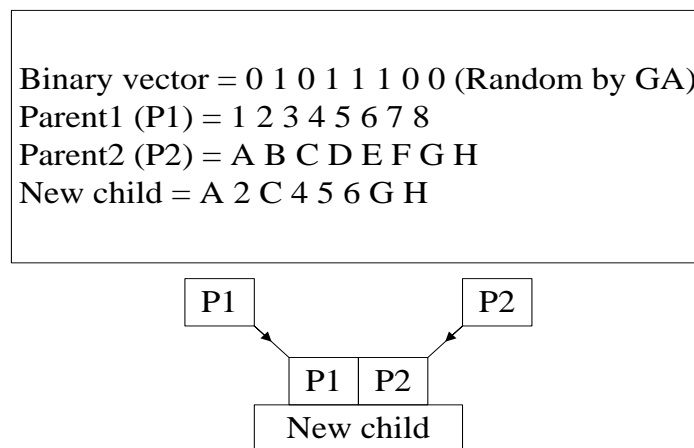 Binary vector = 0 1 0 1 1 1 0 0 (Random by GA)
Parent1 (P1) = 1 2 3 4 5 6 7 8
Parent2 (P2) = A B C D E F G H
New child = A 2 C 4 5 6 G H
P1 P2
P1 P2
New child